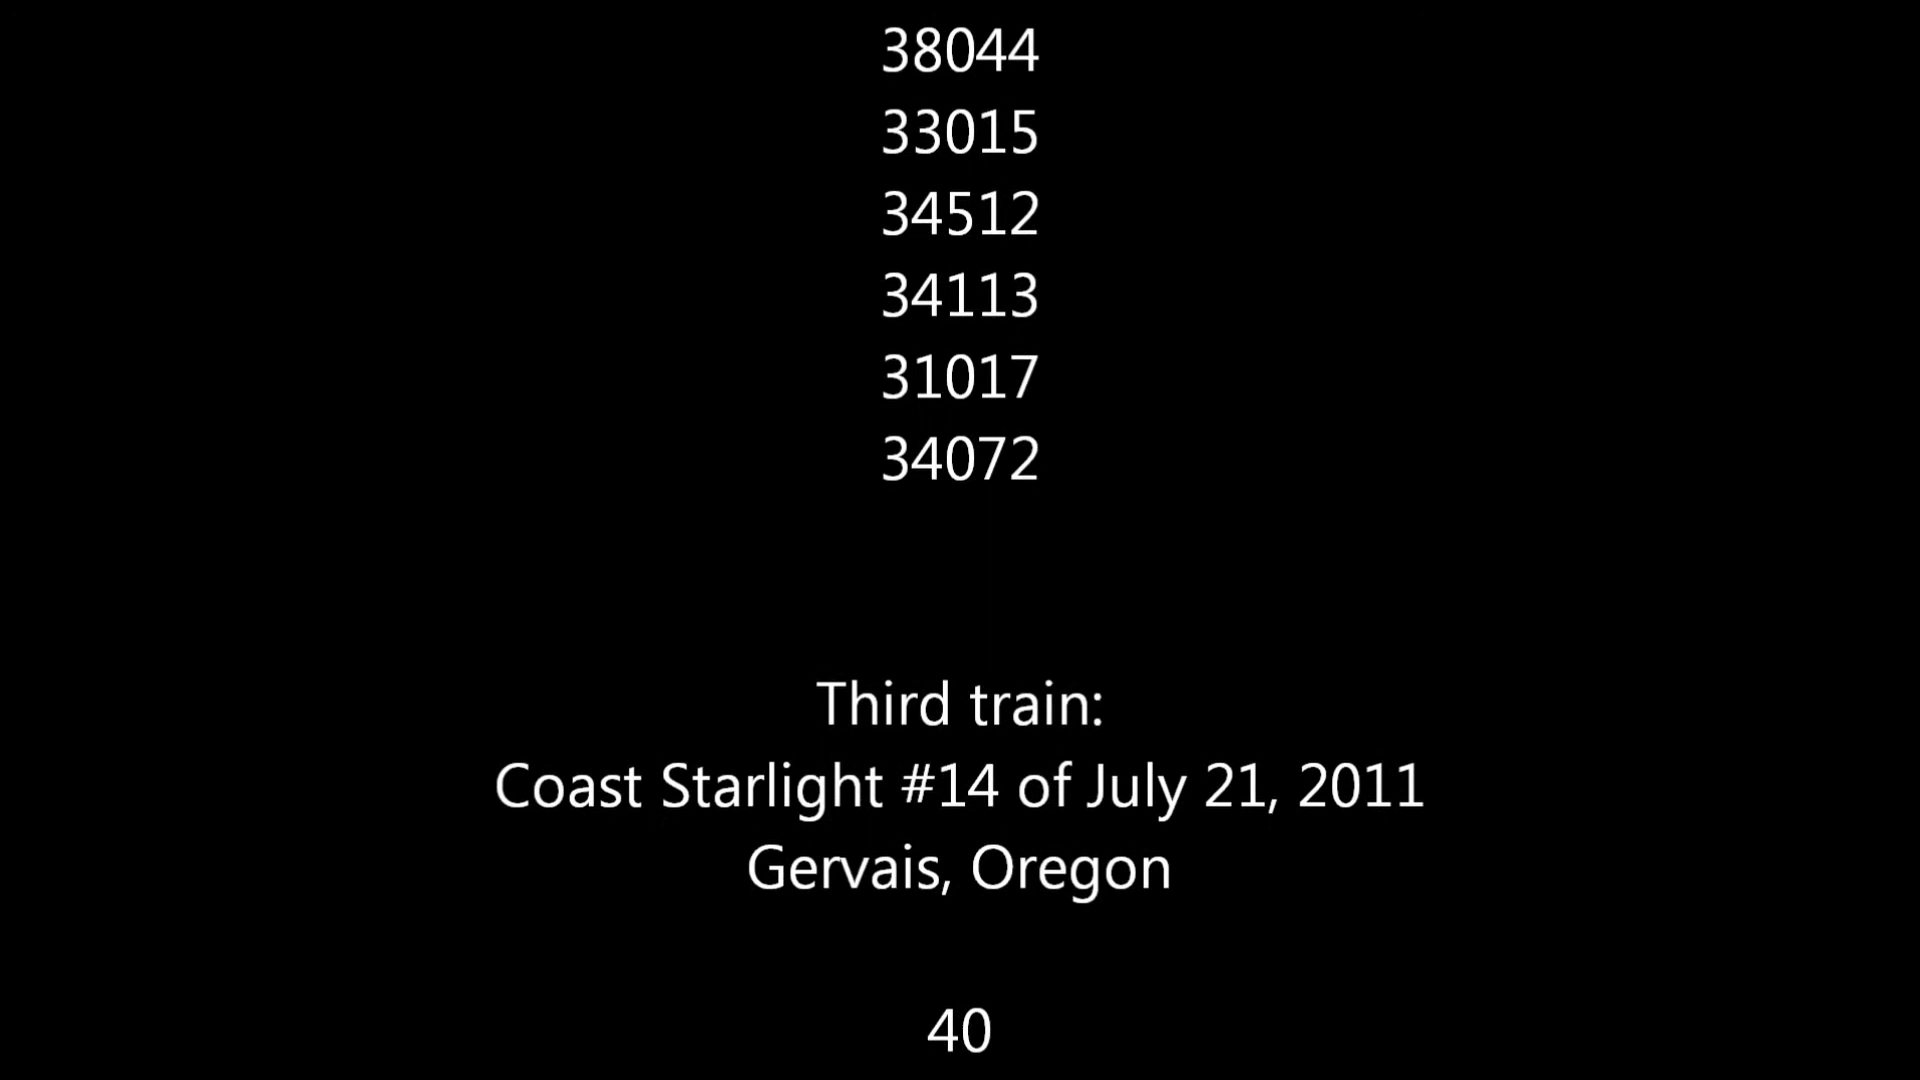 38044
33015
34512
34113
31017
34072
Third train:
Coast Starlight #14 of July 21, 2011
Gervais, Oregon
40